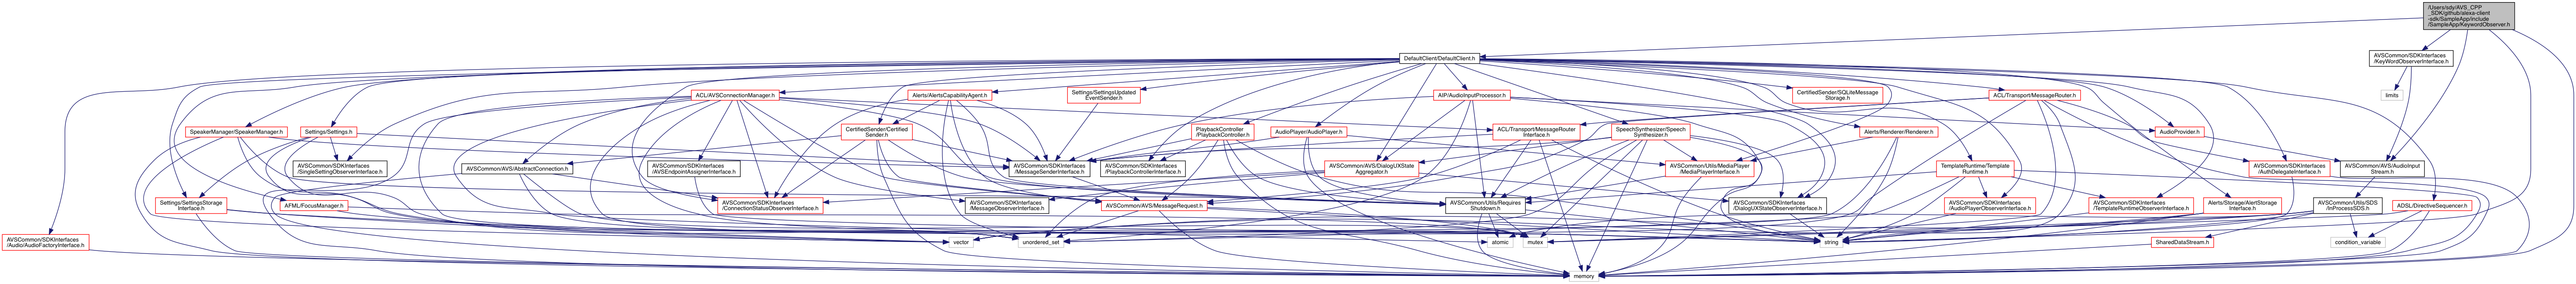 /Users/sdy/AVS_CPP
_SDK/github/alexa-client
-sdk/SampleApp/include
/SampleApp/KeywordObserver.h
DefaultClient/DefaultClient.h
AVSCommon/SDKInterfaces
/KeyWordObserverInterface.h
ACL/AVSConnectionManager.h
Alerts/AlertsCapabilityAgent.h
Settings/SettingsUpdated
EventSender.h
AIP/AudioInputProcessor.h
CertifiedSender/SQLiteMessage
Storage.h
ACL/Transport/MessageRouter.h
limits
SpeakerManager/SpeakerManager.h
Settings/Settings.h
CertifiedSender/Certified
Sender.h
PlaybackController
/PlaybackController.h
AudioPlayer/AudioPlayer.h
ACL/Transport/MessageRouter
Interface.h
SpeechSynthesizer/Speech
Synthesizer.h
Alerts/Renderer/Renderer.h
AudioProvider.h
AVSCommon/SDKInterfaces
/SingleSettingObserverInterface.h
AVSCommon/AVS/AbstractConnection.h
AVSCommon/SDKInterfaces
/AVSEndpointAssignerInterface.h
AVSCommon/SDKInterfaces
/MessageSenderInterface.h
AVSCommon/SDKInterfaces
/PlaybackControllerInterface.h
AVSCommon/AVS/DialogUXState
Aggregator.h
AVSCommon/Utils/MediaPlayer
/MediaPlayerInterface.h
TemplateRuntime/Template
Runtime.h
AVSCommon/SDKInterfaces
/AuthDelegateInterface.h
AVSCommon/AVS/AudioInput
Stream.h
Settings/SettingsStorage
Interface.h
AFML/FocusManager.h
AVSCommon/SDKInterfaces
/ConnectionStatusObserverInterface.h
AVSCommon/SDKInterfaces
/MessageObserverInterface.h
AVSCommon/AVS/MessageRequest.h
AVSCommon/Utils/Requires
Shutdown.h
AVSCommon/SDKInterfaces
/DialogUXStateObserverInterface.h
AVSCommon/SDKInterfaces
/AudioPlayerObserverInterface.h
AVSCommon/SDKInterfaces
/TemplateRuntimeObserverInterface.h
Alerts/Storage/AlertStorage
Interface.h
AVSCommon/Utils/SDS
/InProcessSDS.h
ADSL/DirectiveSequencer.h
AVSCommon/SDKInterfaces
/Audio/AudioFactoryInterface.h
vector
unordered_set
atomic
mutex
string
SharedDataStream.h
condition_variable
memory